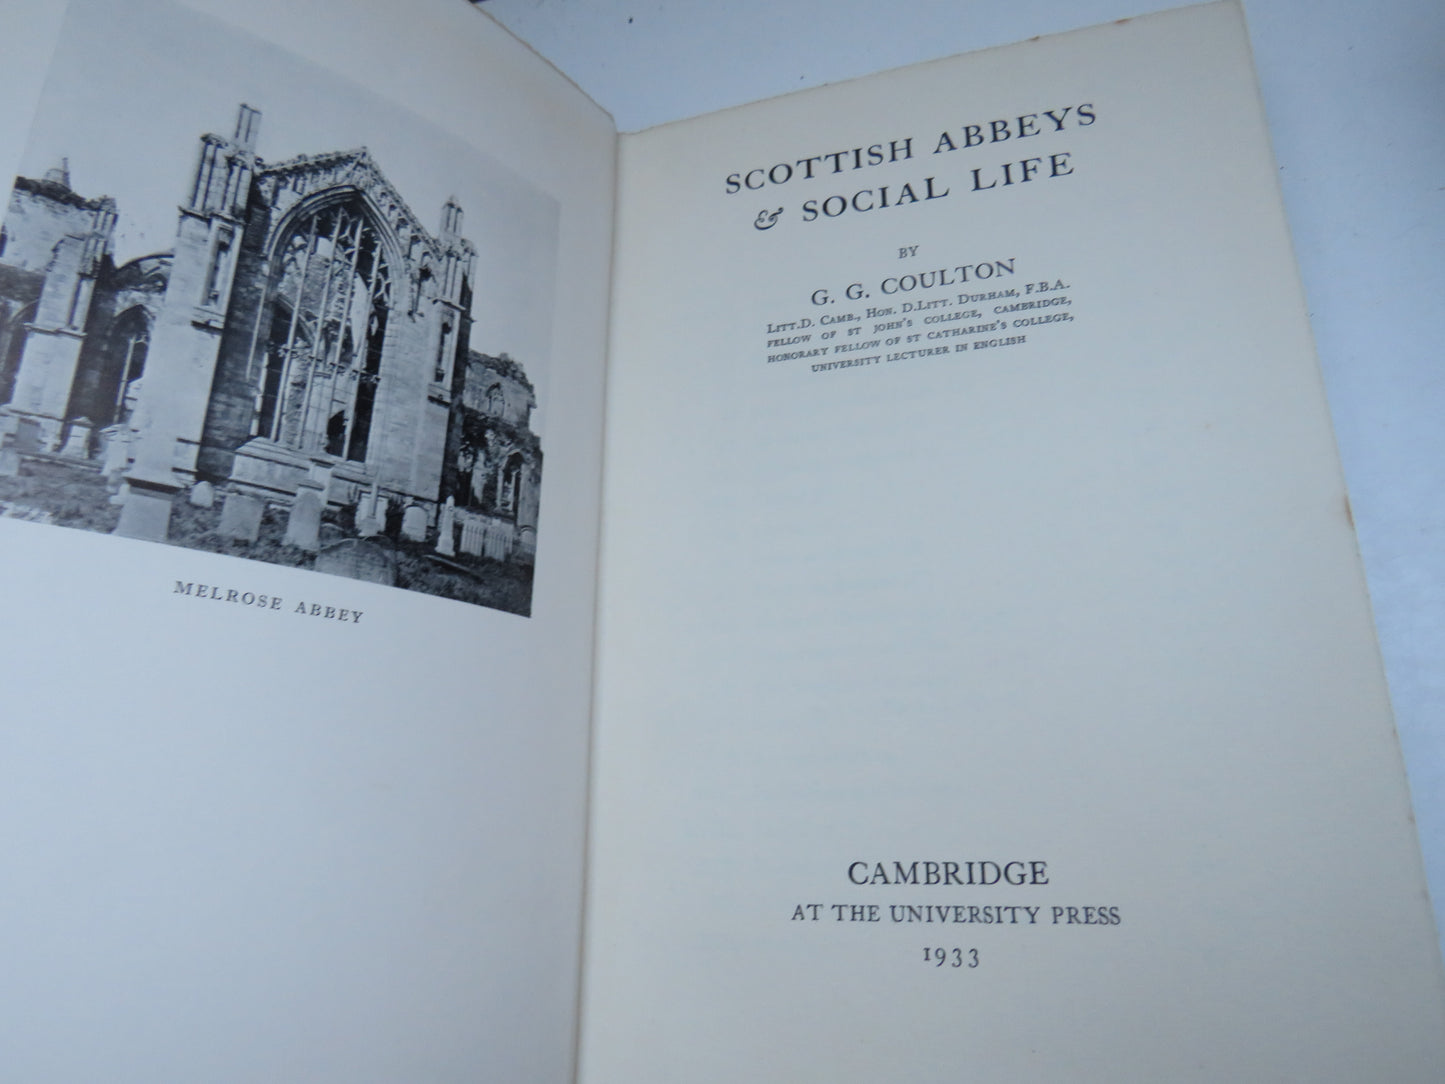 MELROSE ABBEY
SCOTTISH ABBEYS
& SOCIAL LIFE
BY
G. G. COULTON
LITT.D. CAMB., HON. D.LITT. DURHAM, F.B.A.
FELLOW OF ST JOHN'S COLLEGE, CAMBRIDGE,
HONORARY FELLOW OF ST CATHARINE'S COLLEGE,
UNIVERSITY LECTURER IN ENGLISH
CAMBRIDGE
AT THE UNIVERSITY PRESS
1933